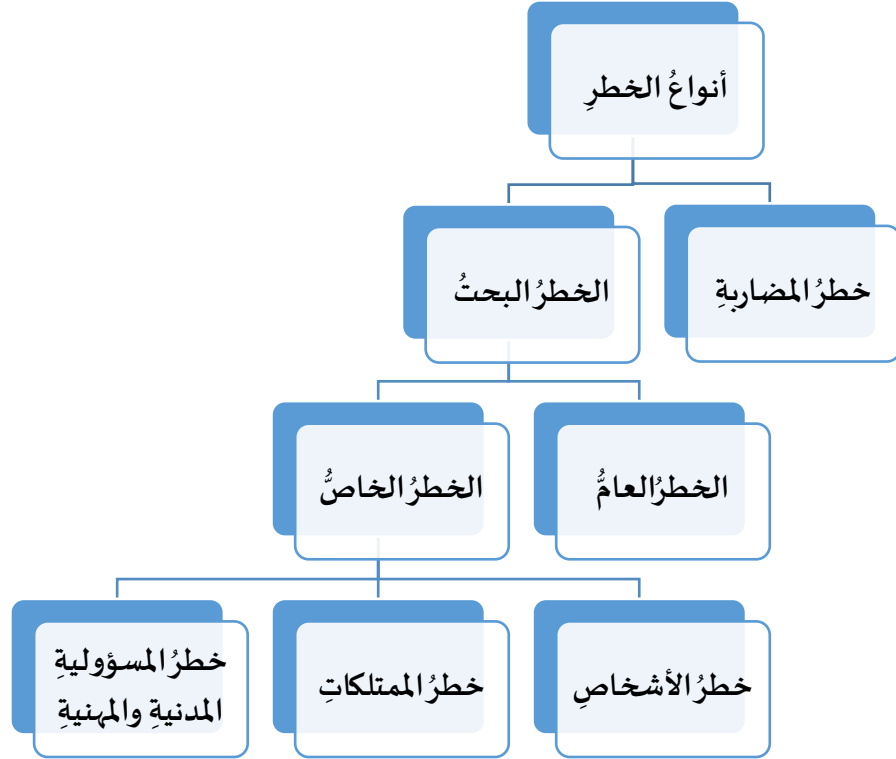 أنواعُ الخطرِ
خطرُ المضاربةِ
الخطرُ البحتُ
الخطرُ العامُّ
الخطرُ الخاصُّ
خطرُ الأشخاصِ
خطرُ الممتلكاتِ
خطرُ المسؤوليةِ
المدنيةِ والمهنيةِ